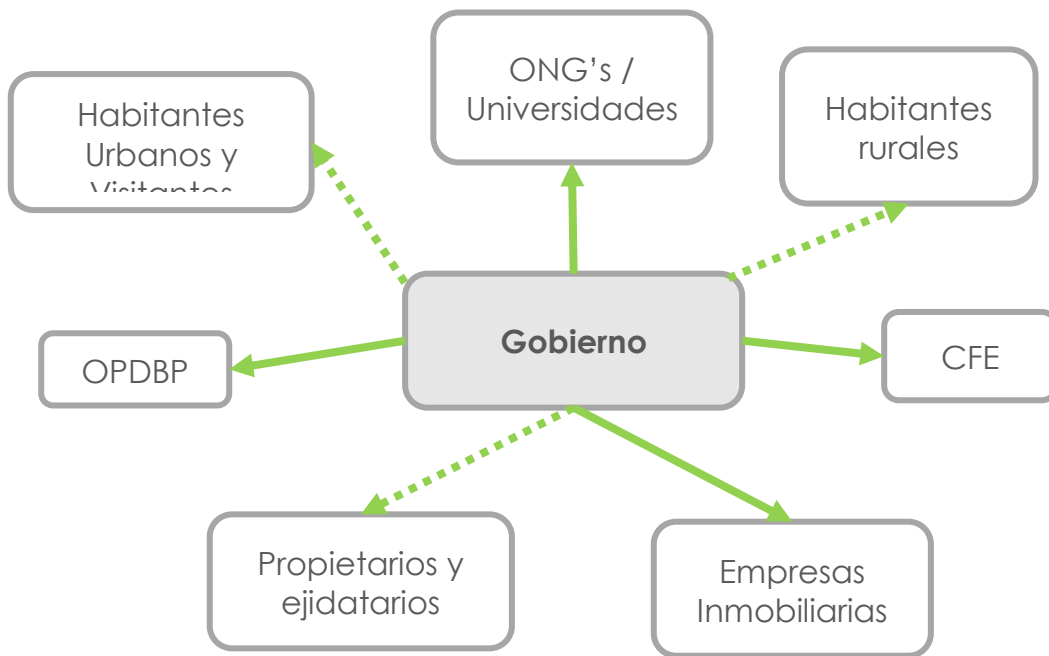 ONG's /
Universidades
Habitantes
Urbanos y
Habitantes
rurales
Gobierno
OPDBP
CFE
Propietarios y
ejidatarios
Empresas
Inmobiliarias